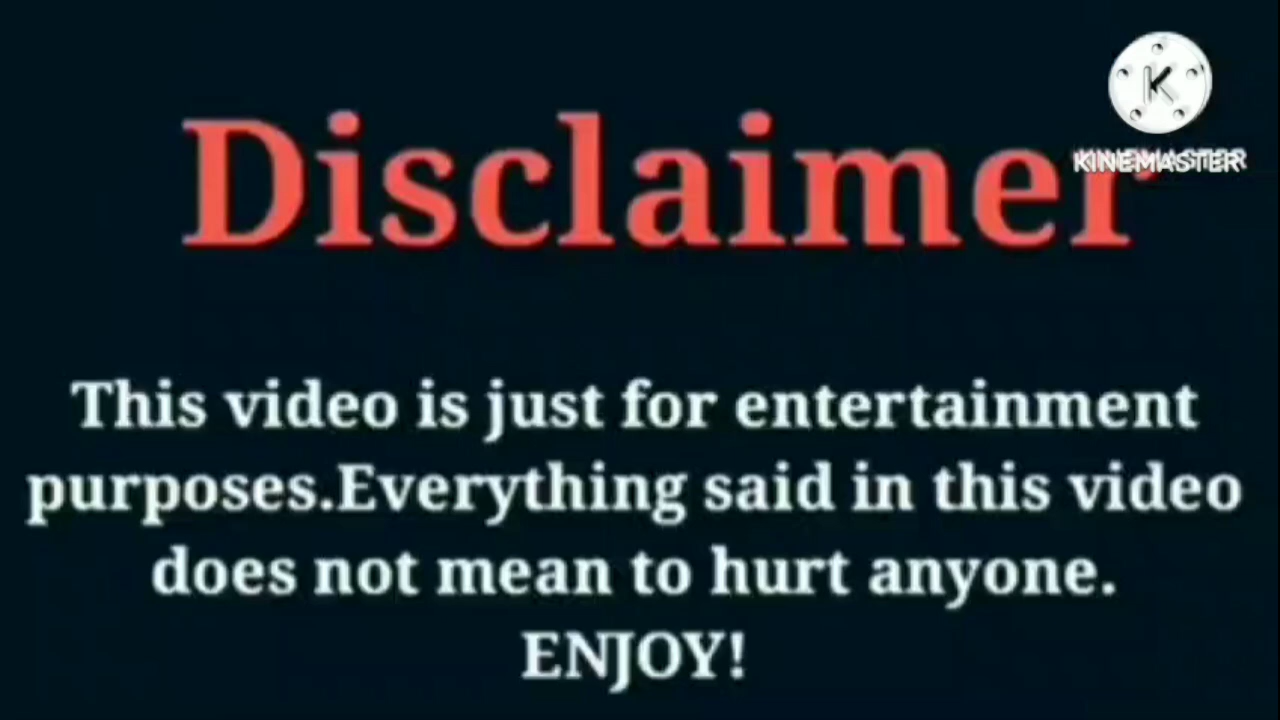 K
KINEMASTER
Disclaimer
This video is just for entertainment
purposes.Everything said in this video
does not mean to hurt anyone.
ENJOY!